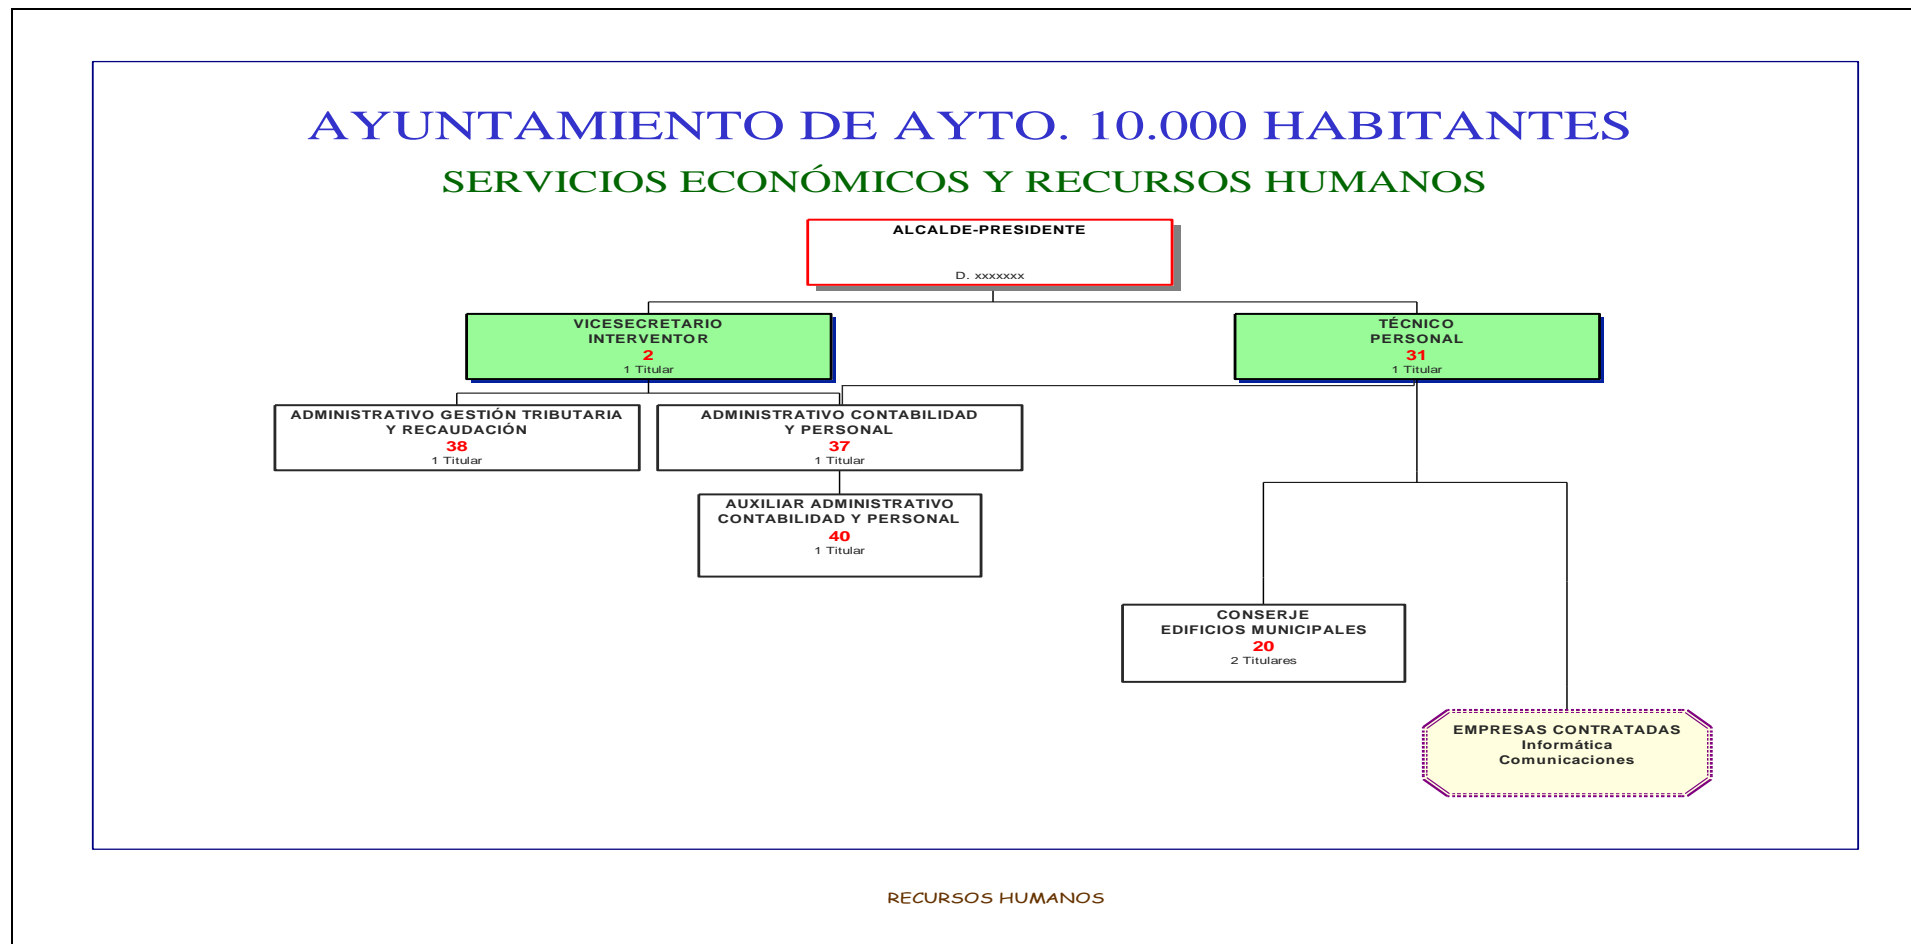 AYUNTAMIENTO DE AYTO. 10.000 HABITANTES
SERVICIOS ECONÓMICOS Y RECURSOS HUMANOS
ALCALDE-PRESIDENTE
D. xxxxxxx
VICESECRETARIO
INTERVENTOR
2
1 Titular
TÉCNICO
PERSONAL
31
1 Titular
ADMINISTRATIVO GESTIÓN TRIBUTARIA
Y RECAUDACIÓN
38
1 Titular
ADMINISTRATIVO CONTABILIDAD
Y PERSONAL
37
1 Titular
AUXILIAR ADMINISTRATIVO
CONTABILIDAD Y PERSONAL
40
1 Titular
CONSERJE
EDIFICIOS MUNICIPALES
20
2 Titulares
EMPRESAS CONTRATADAS
Informática
Comunicaciones
RECURSOS HUMANOS